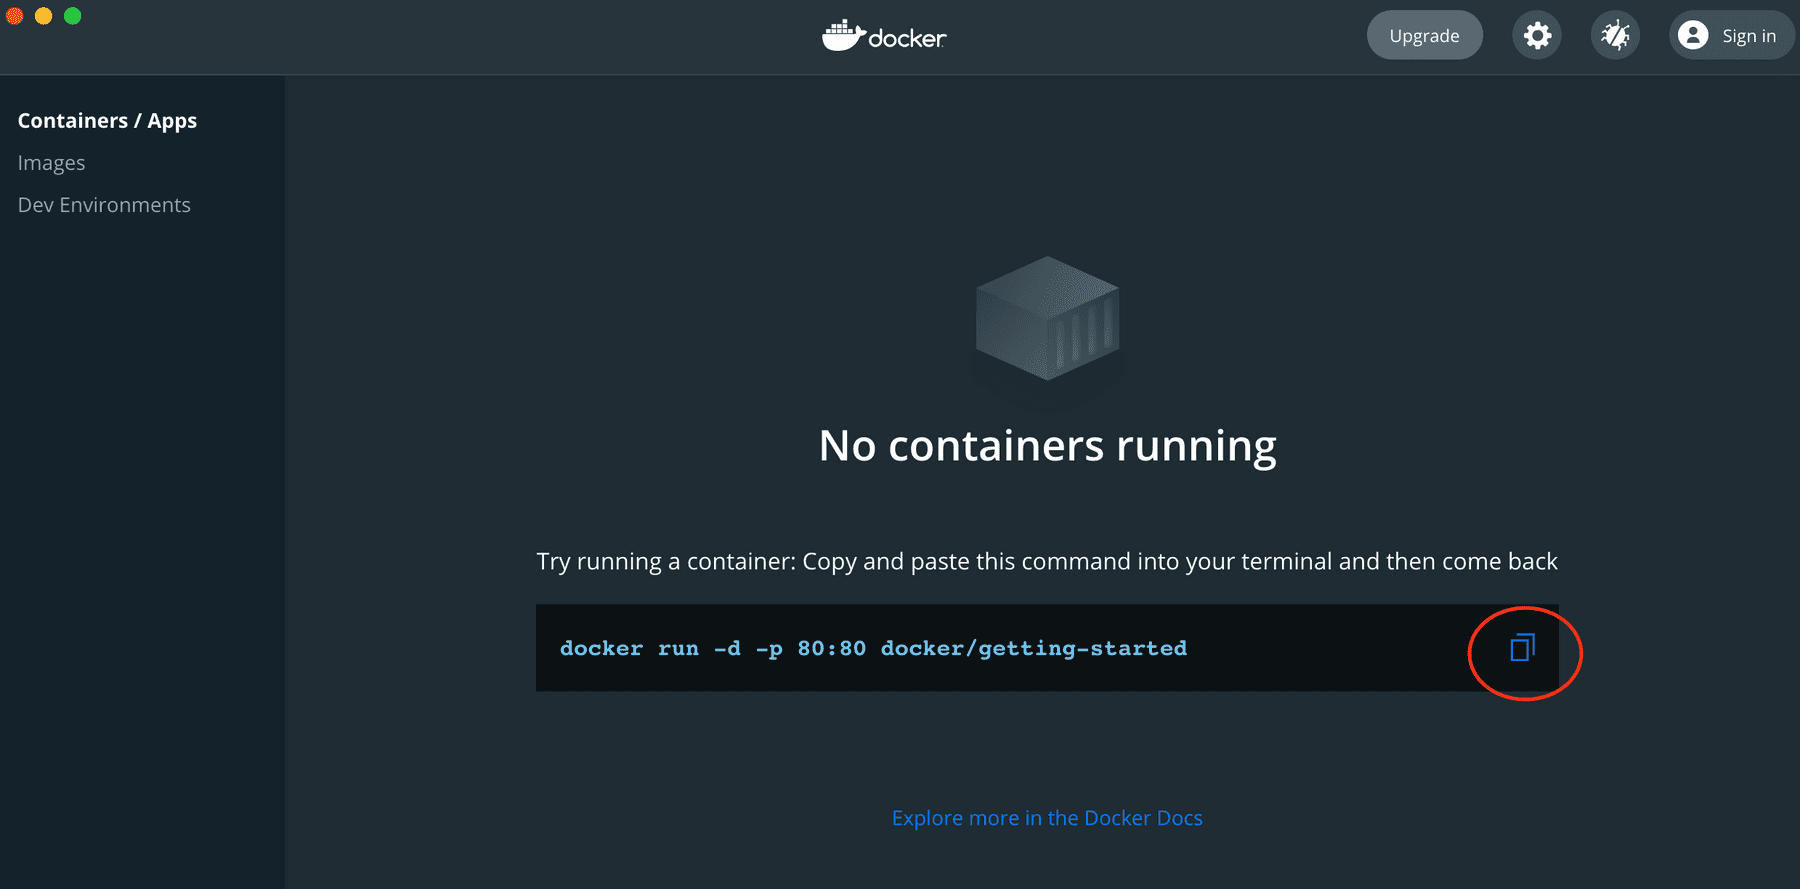 docker
Upgrade
Sign in
Containers / Apps
Images
Dev Environments
No containers running
Try running a container: Copy and paste this command into your terminal and then come back
docker run -d -p 80:80 docker/getting-started
Explore more in the Docker Docs